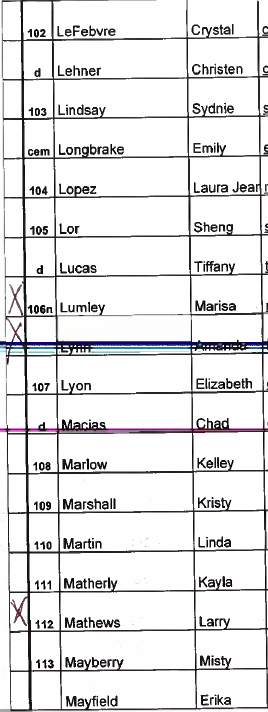 102 LeFebvre Crystal
d Lehner Christen
103 Lindsay Sydnie
cem Longbrake Emily
104 Lopez Laura Jean
105 Lor Sheng
d Lucas Tiffany
X 106n Lumley Marisa
X Lynn Amanda
107 Lyon Elizabeth
d Macias Chad
108 Marlow Kelley
109 Marshall Kristy
110 Martin Linda
111 Matherly Kayla
X 112 Mathews Larry
113 Mayberry Misty
Mayfield Erika